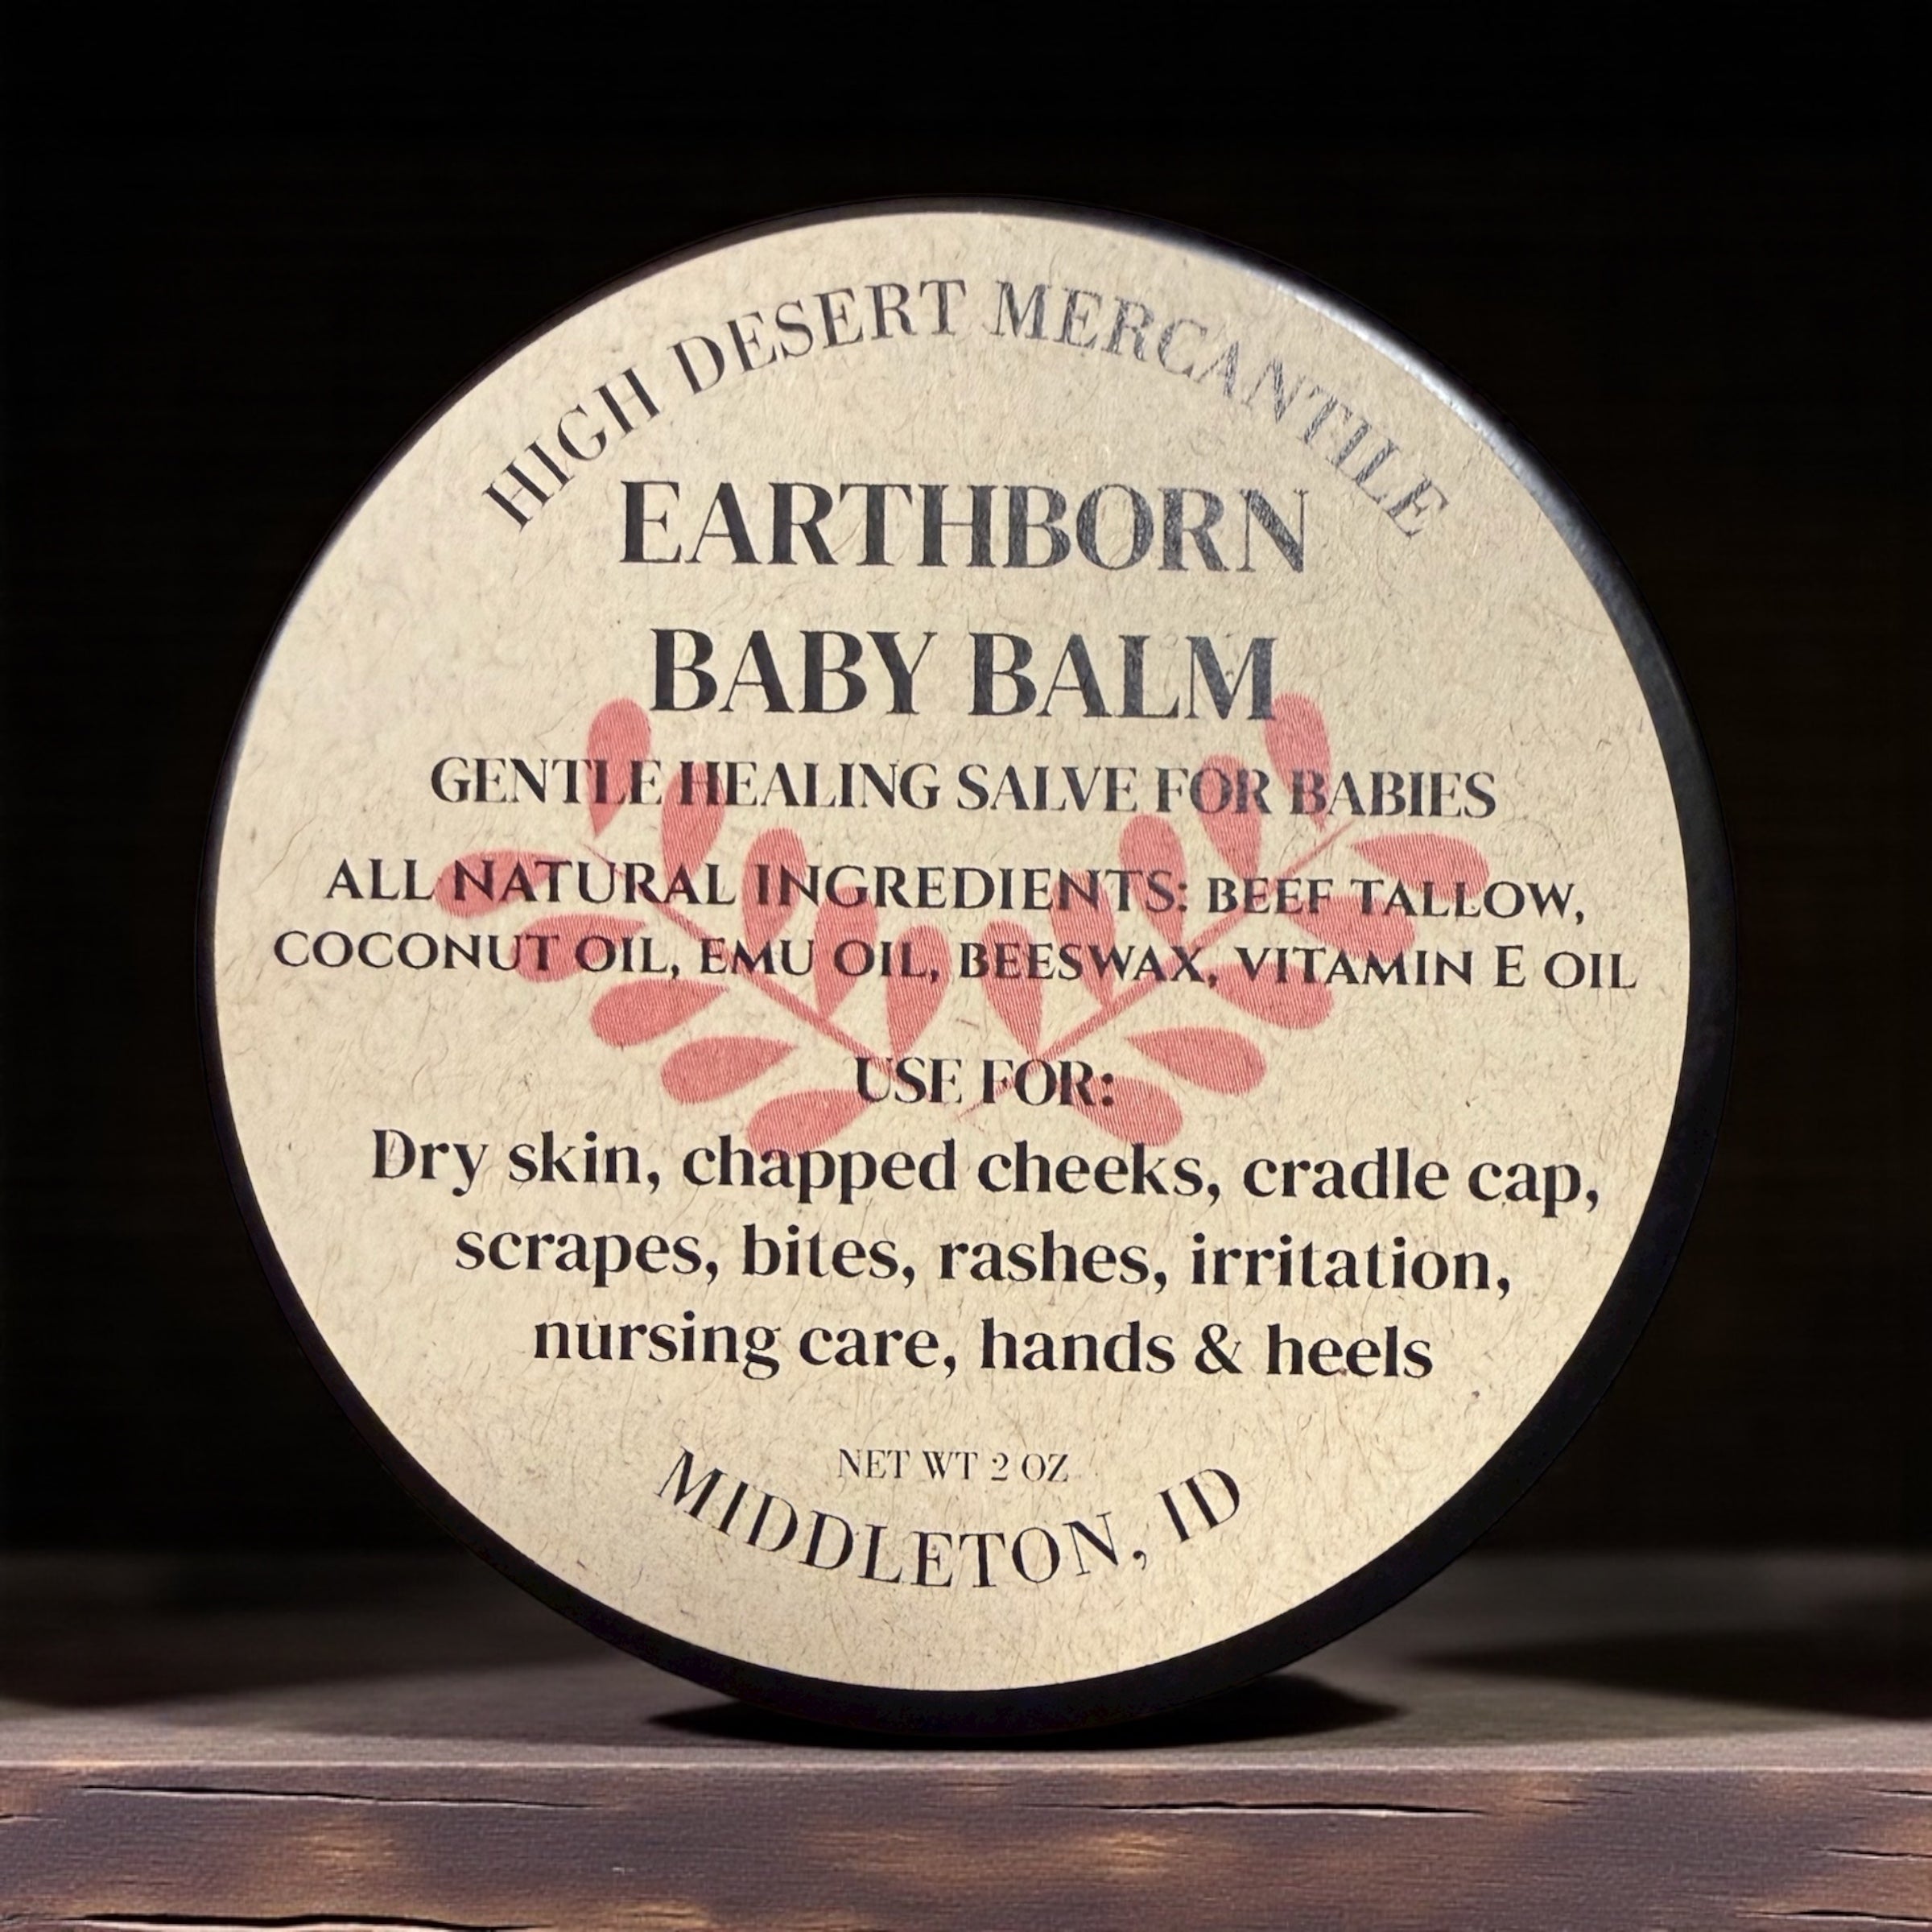 HIGH DESERT MERCANTILE
EARTHBORN
BABY BALM
GENTLE HEALING SALVE FOR BABIES
ALL NATURAL INGREDIENTS: BEEF TALLOW,
COCONUT OIL, EMU OIL, BEESWAX, VITAMIN E OIL
USE FOR:
Dry skin, chapped cheeks, cradle cap,
scrapes, bites, rashes, irritation,
nursing care, hands & heels
NET WT 2 OZ
MIDDLETON, ID